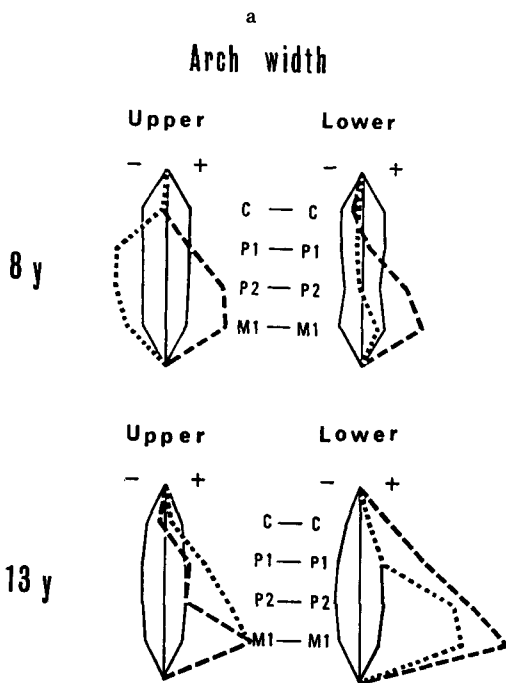 a
Arch width
Upper Lower
- + - +
C — C
P1 — P1
8 y
P2 — P2
M1 — M1
Upper Lower
- + - +
C — C
P1 — P1
13 y
P2 — P2
M1 — M1